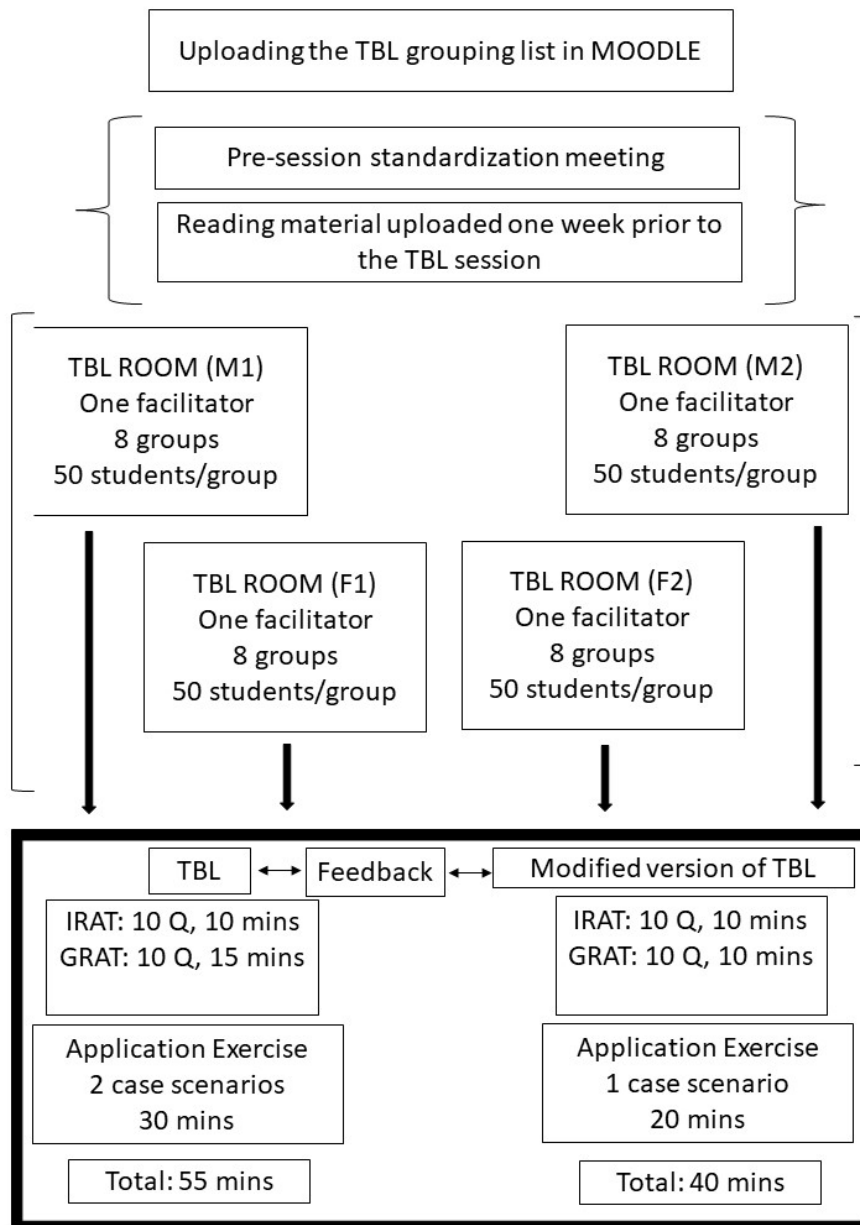 Uploading the TBL grouping list in MOODLE
Pre-session standardization meeting
Reading material uploaded one week prior to
the TBL session
TBL ROOM (M1)
One facilitator
8 groups
50 students/group
TBL ROOM (M2)
One facilitator
8 groups
50 students/group
TBL ROOM (F1)
One facilitator
8 groups
50 students/group
TBL ROOM (F2)
One facilitator
8 groups
50 students/group
TBL
Feedback
Modified version of TBL
IRAT: 10 Q, 10 mins
GRAT: 10 Q, 15 mins
IRAT: 10 Q, 10 mins
GRAT: 10 Q, 10 mins
Application Exercise
2 case scenarios
30 mins
Application Exercise
1 case scenario
20 mins
Total: 55 mins
Total: 40 mins